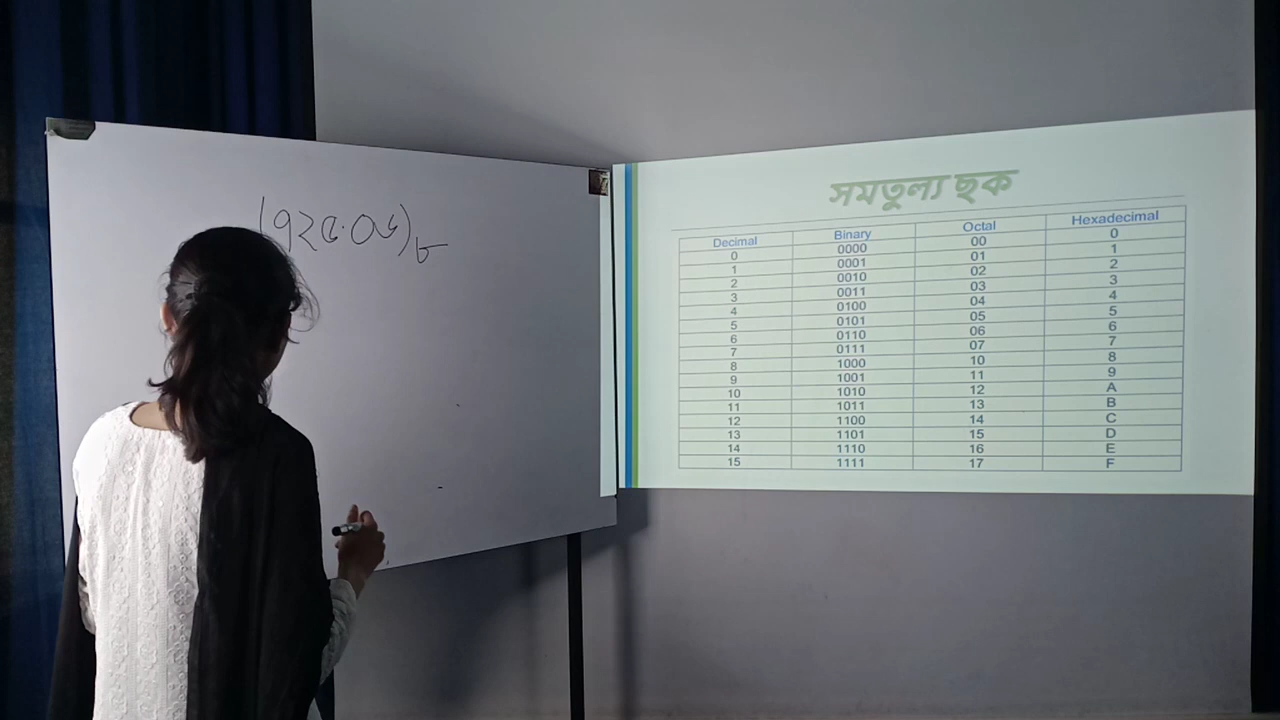 (৭২৫.০৬)৮
সমতুল্য ছক
Decimal Binary Octal Hexadecimal
0 0000 00 0
1 0001 01 1
2 0010 02 2
3 0011 03 3
4 0100 04 4
5 0101 05 5
6 0110 06 6
7 0111 07 7
8 1000 10 8
9 1001 11 9
10 1010 12 A
11 1011 13 B
12 1100 14 C
13 1101 15 D
14 1110 16 E
15 1111 17 F